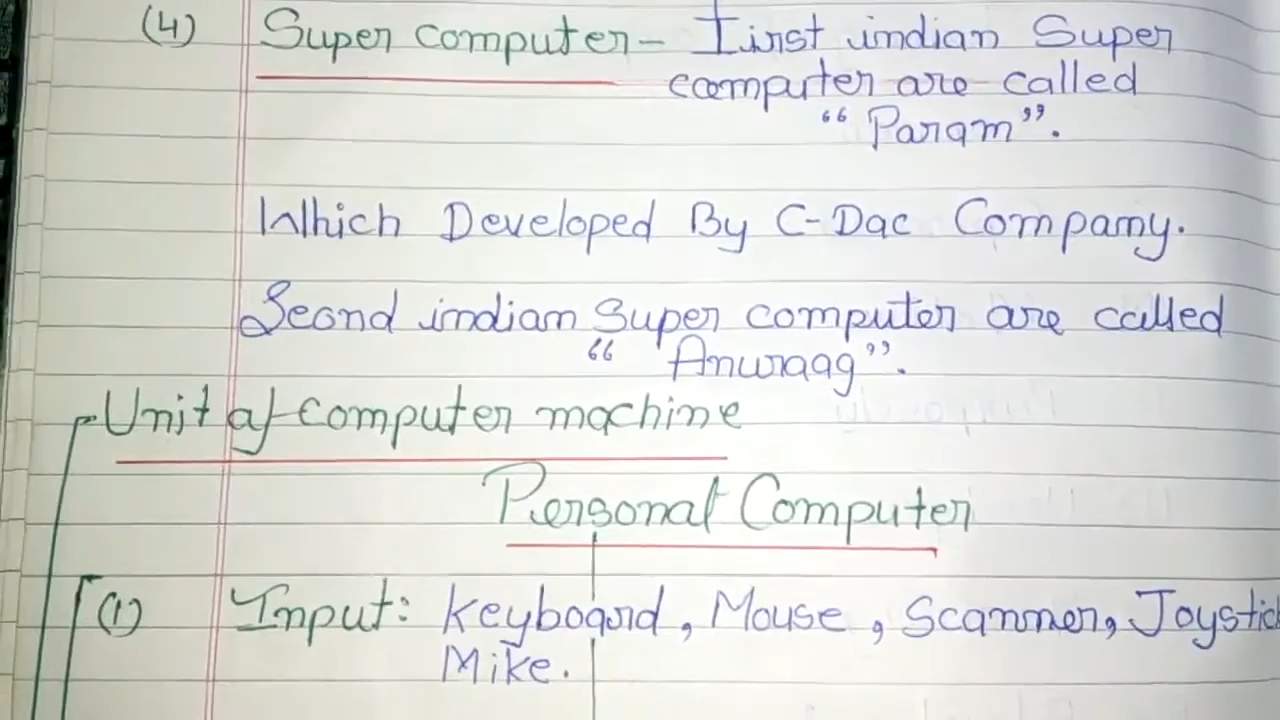 (4) Super computer- First indian Super
computer are called
"Param".
Which Developed By C-Dac Company.
Secnd indian Super computer are called
"Anuraag".
Unit of computer machine
Personal Computer
(1) Input: Keyboard, Mouse, Scanner, Joystic
Mike.